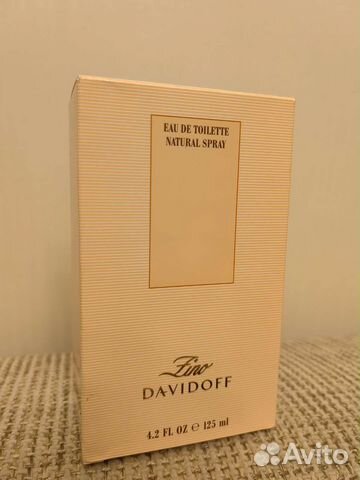 EAU DE TOILETTE
NATURAL SPRAY
Zino
DAVIDOFF
4.2 FL OZ ℮ 125 ml
Avito